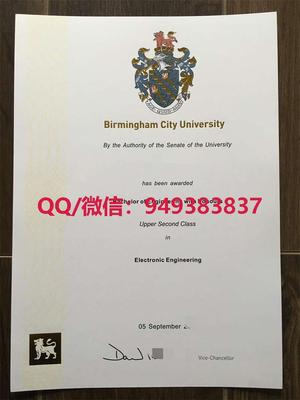 Birmingham City University
By the Authority of the Senate of the University
has been awarded
QQ/微信：949383837
Upper Second Class
in
Electronic Engineering
05 September
Vice-Chancellor